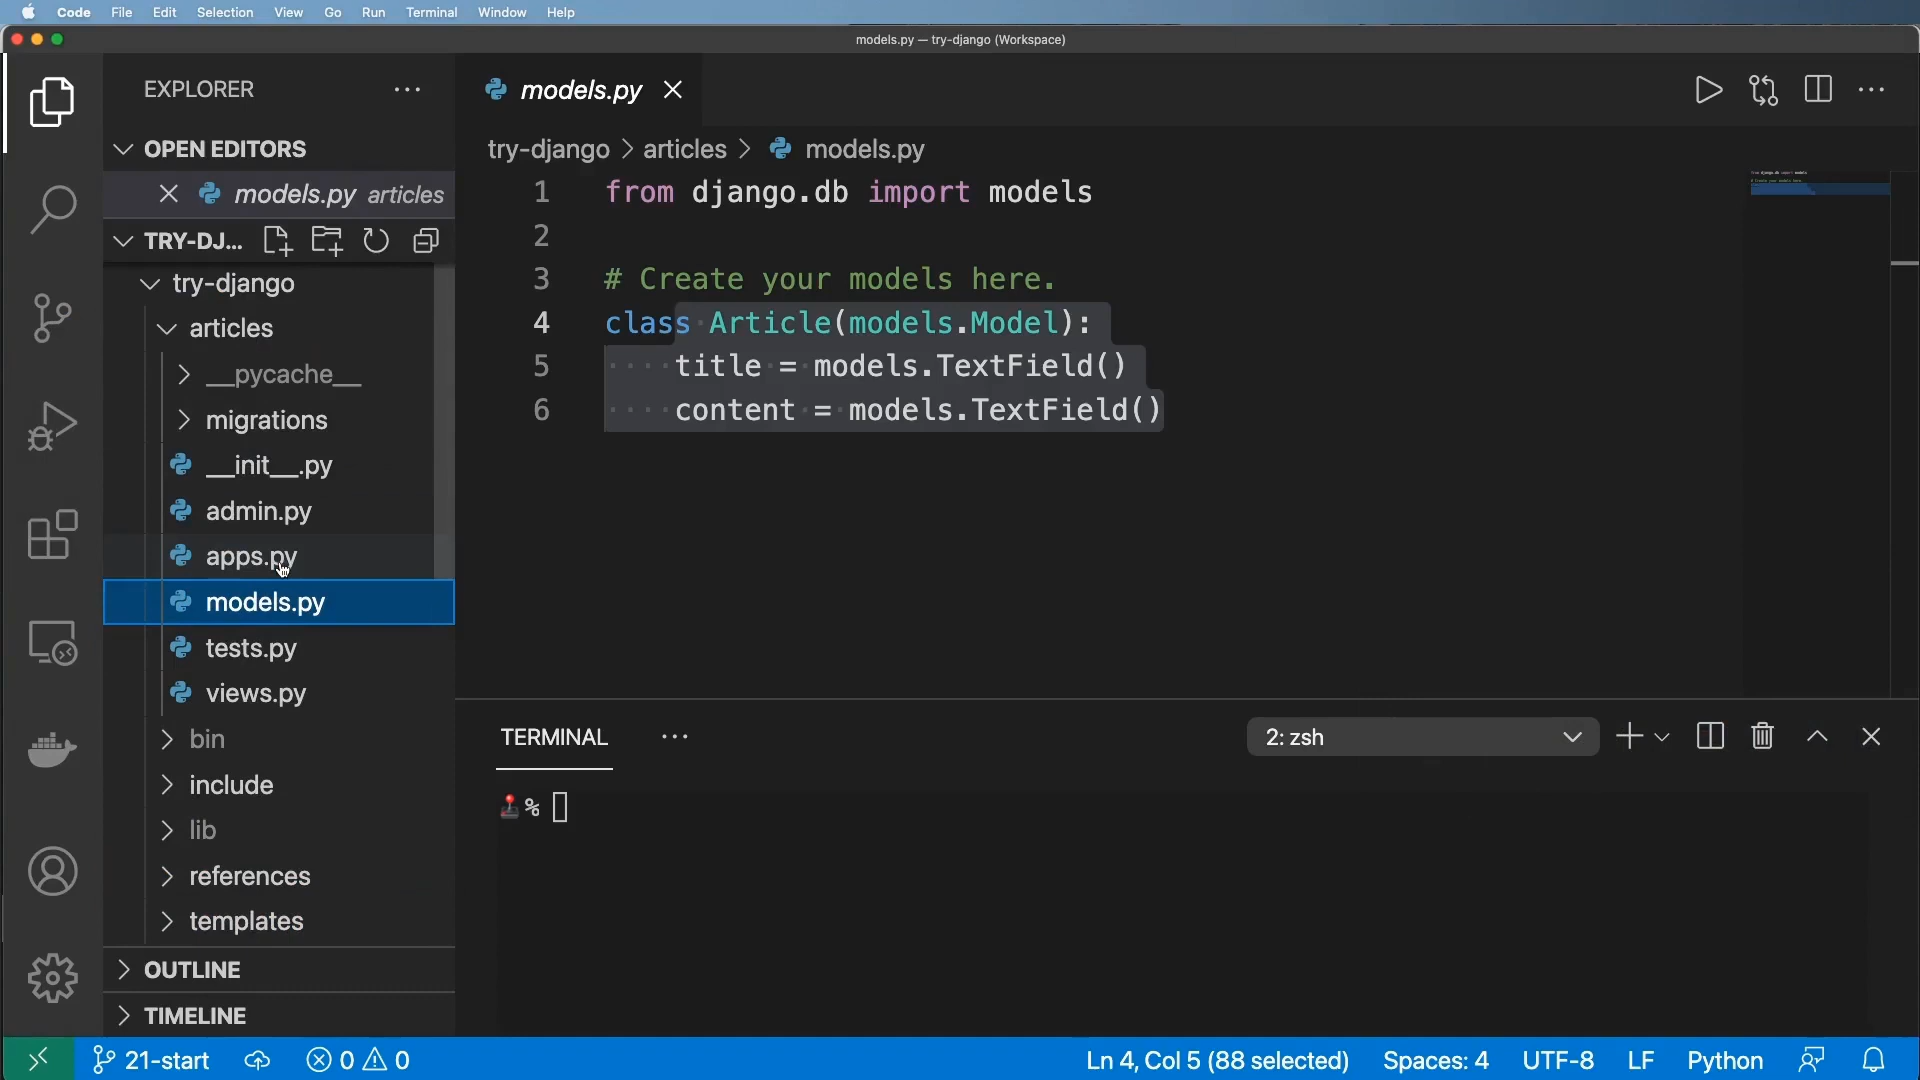 Code File Edit Selection View Go Run Terminal Window Help
models.py — try-django (Workspace)
EXPLORER
OPEN EDITORS
models.py articles
TRY-DJ...
try-django
articles
__pycache__
migrations
__init__.py
admin.py
apps.py
models.py
tests.py
views.py
bin
include
lib
references
templates
OUTLINE
TIMELINE
models.py
try-django > articles > models.py
1 from django.db import models
2
3 # Create your models here.
4 class Article(models.Model):
5 title = models.TextField()
6 content = models.TextField()
TERMINAL
2: zsh
%
21-start
0 0
Ln 4, Col 5 (88 selected) Spaces: 4 UTF-8 LF Python